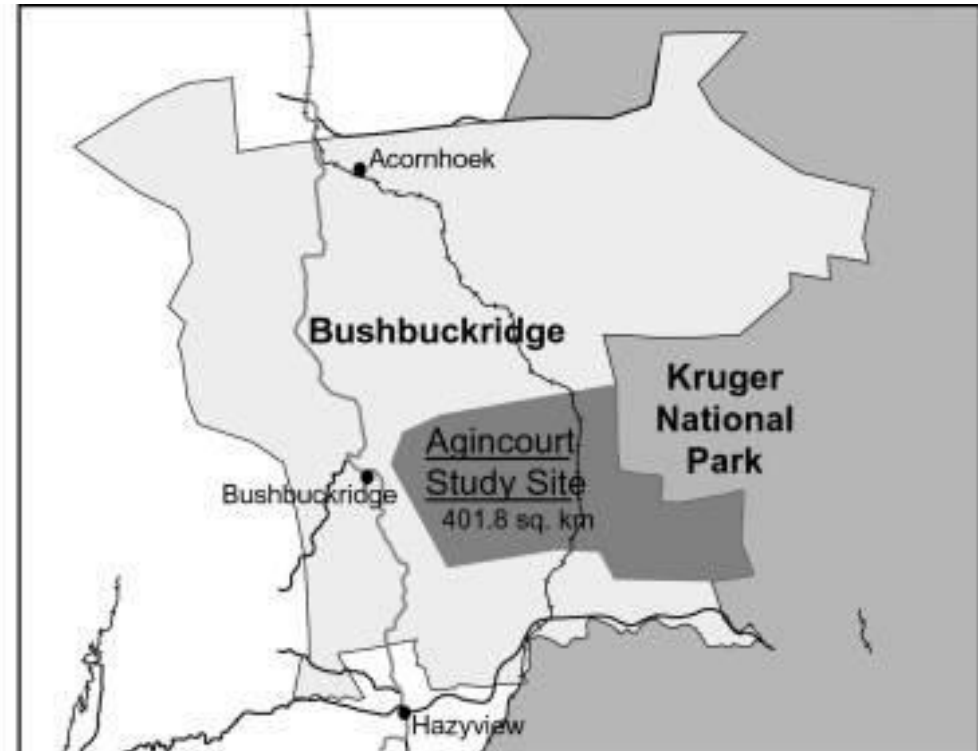 Acornhoek
Bushbuckridge
Kruger
National
Park
Agincourt
Study Site
401.8 sq. km
Bushbuckridge
Hazyview